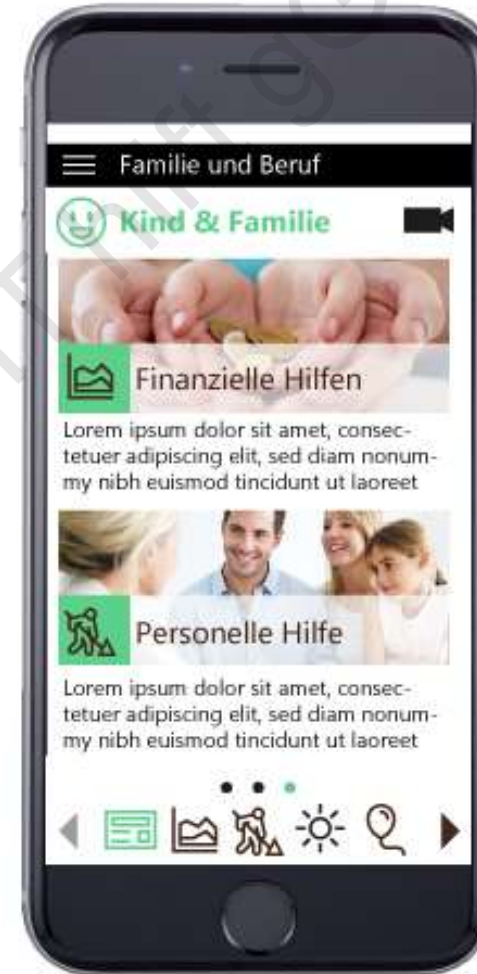 Familie und Beruf
Kind & Familie
Finanzielle Hilfen
Lorem ipsum dolor sit amet, consec-
tetuer adipiscing elit, sed diam nonum-
my nibh euismod tincidunt ut laoreet
Personelle Hilfe
Lorem ipsum dolor sit amet, consec-
tetuer adipiscing elit, sed diam nonum-
my nibh euismod tincidunt ut laoreet